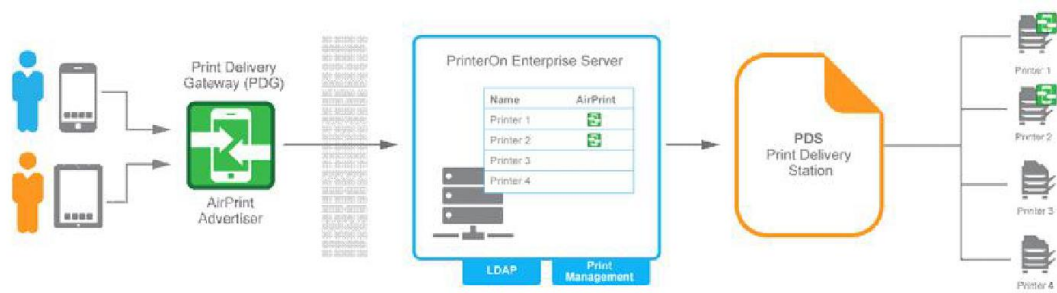 Print Delivery
Gateway (PDG)
AirPrint
Advertiser
PrinterOn Enterprise Server
Name AirPrint
Printer 1
Printer 2
Printer 3
Printer 4
LDAP
Print
Management
PDS
Print Delivery
Station
Printer 1
Printer 2
Printer 3
Printer 4